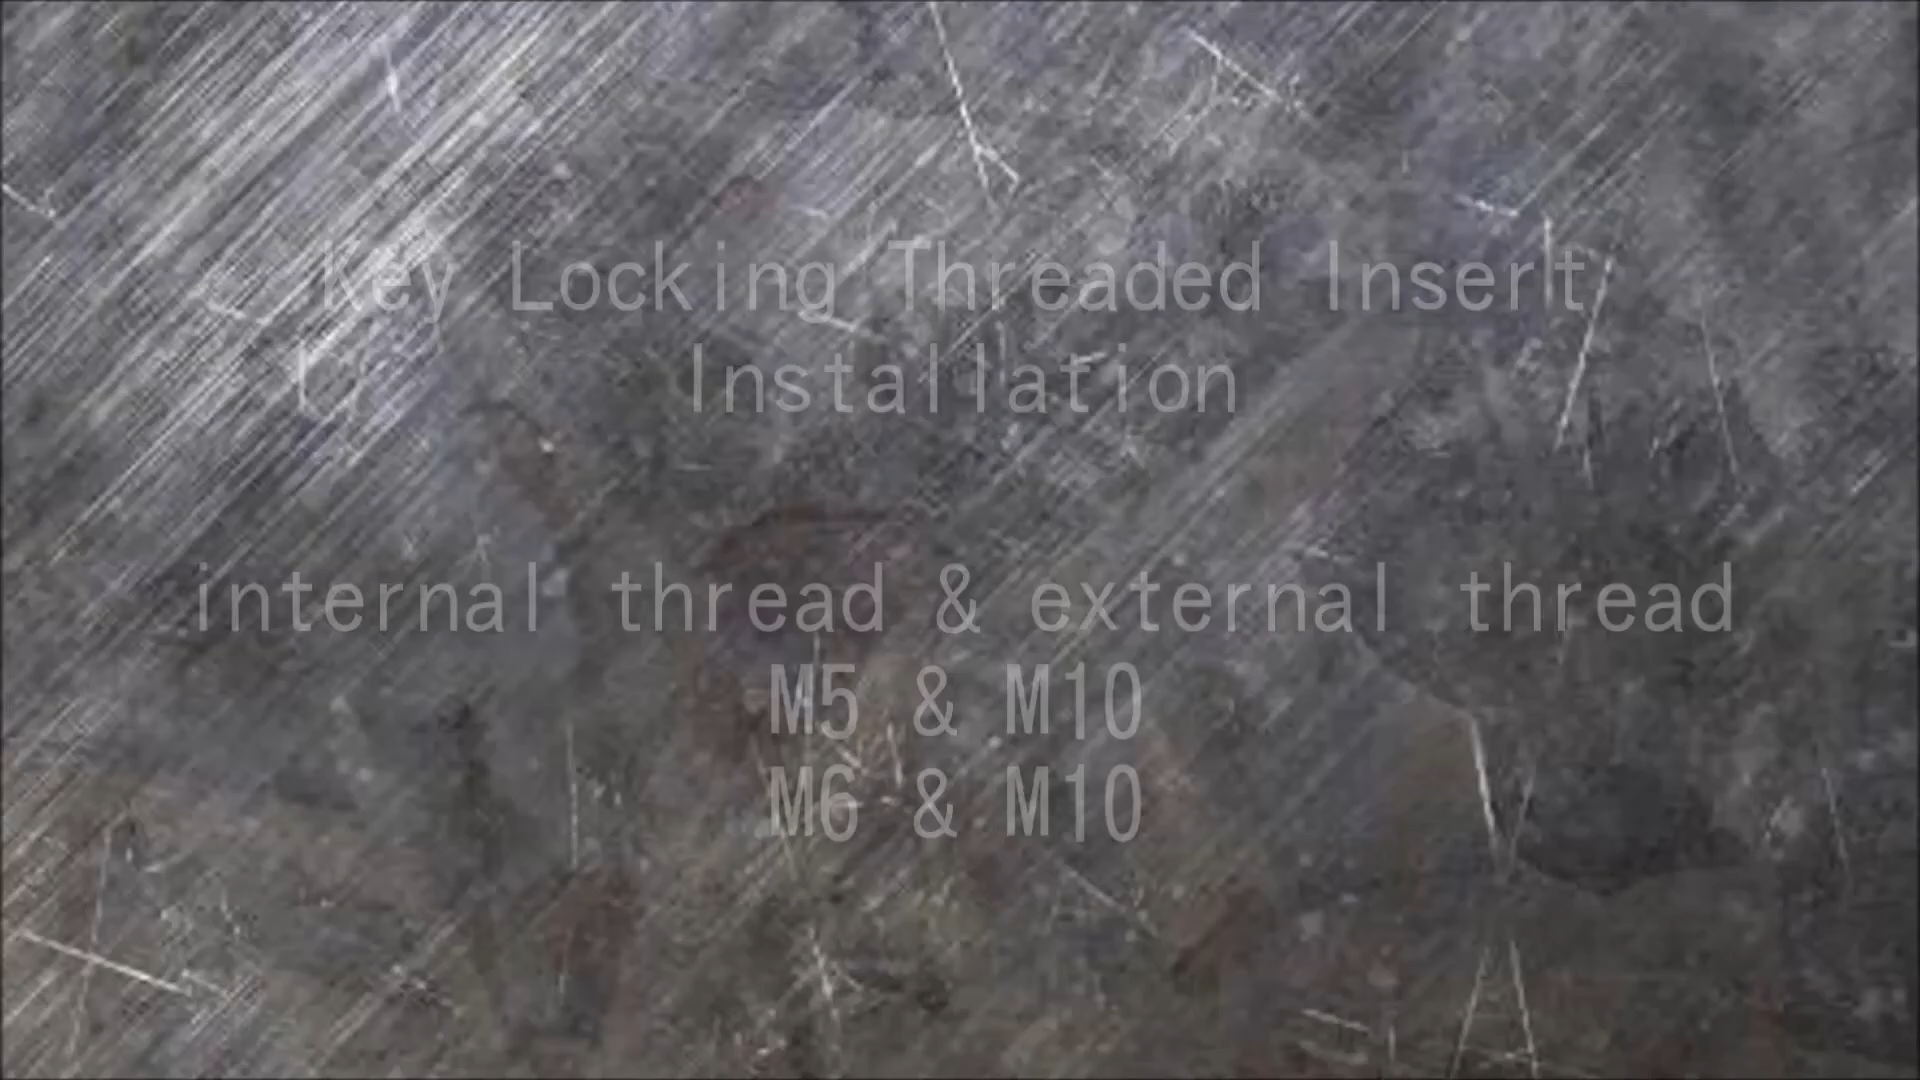 Key Locking Threaded Insert
Installation
internal thread & external thread
M5 & M10
M6 & M10